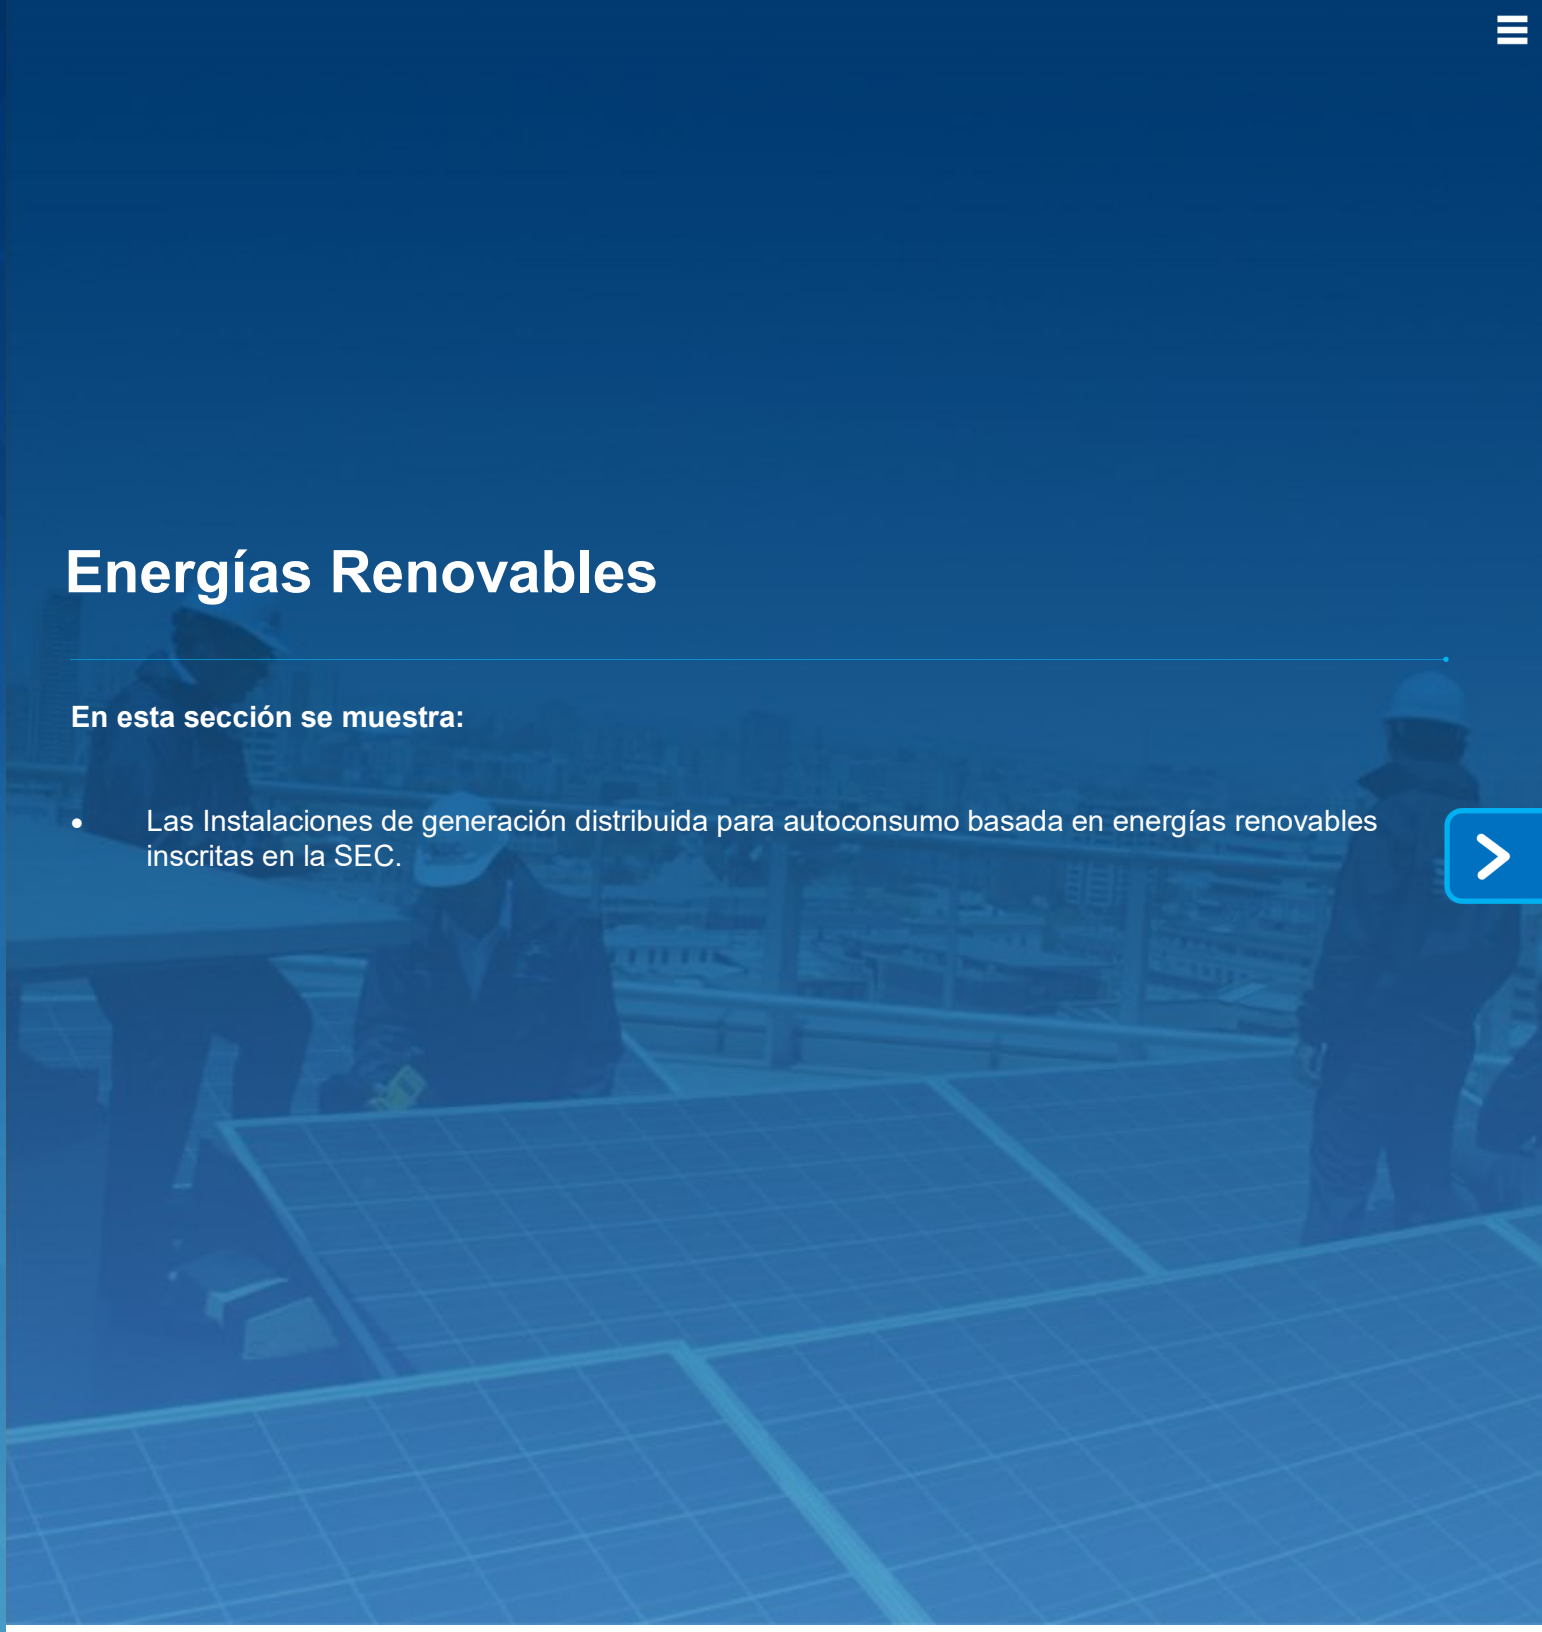 Energías Renovables
En esta sección se muestra:
• Las Instalaciones de generación distribuida para autoconsumo basada en energías renovables
inscritas en la SEC.